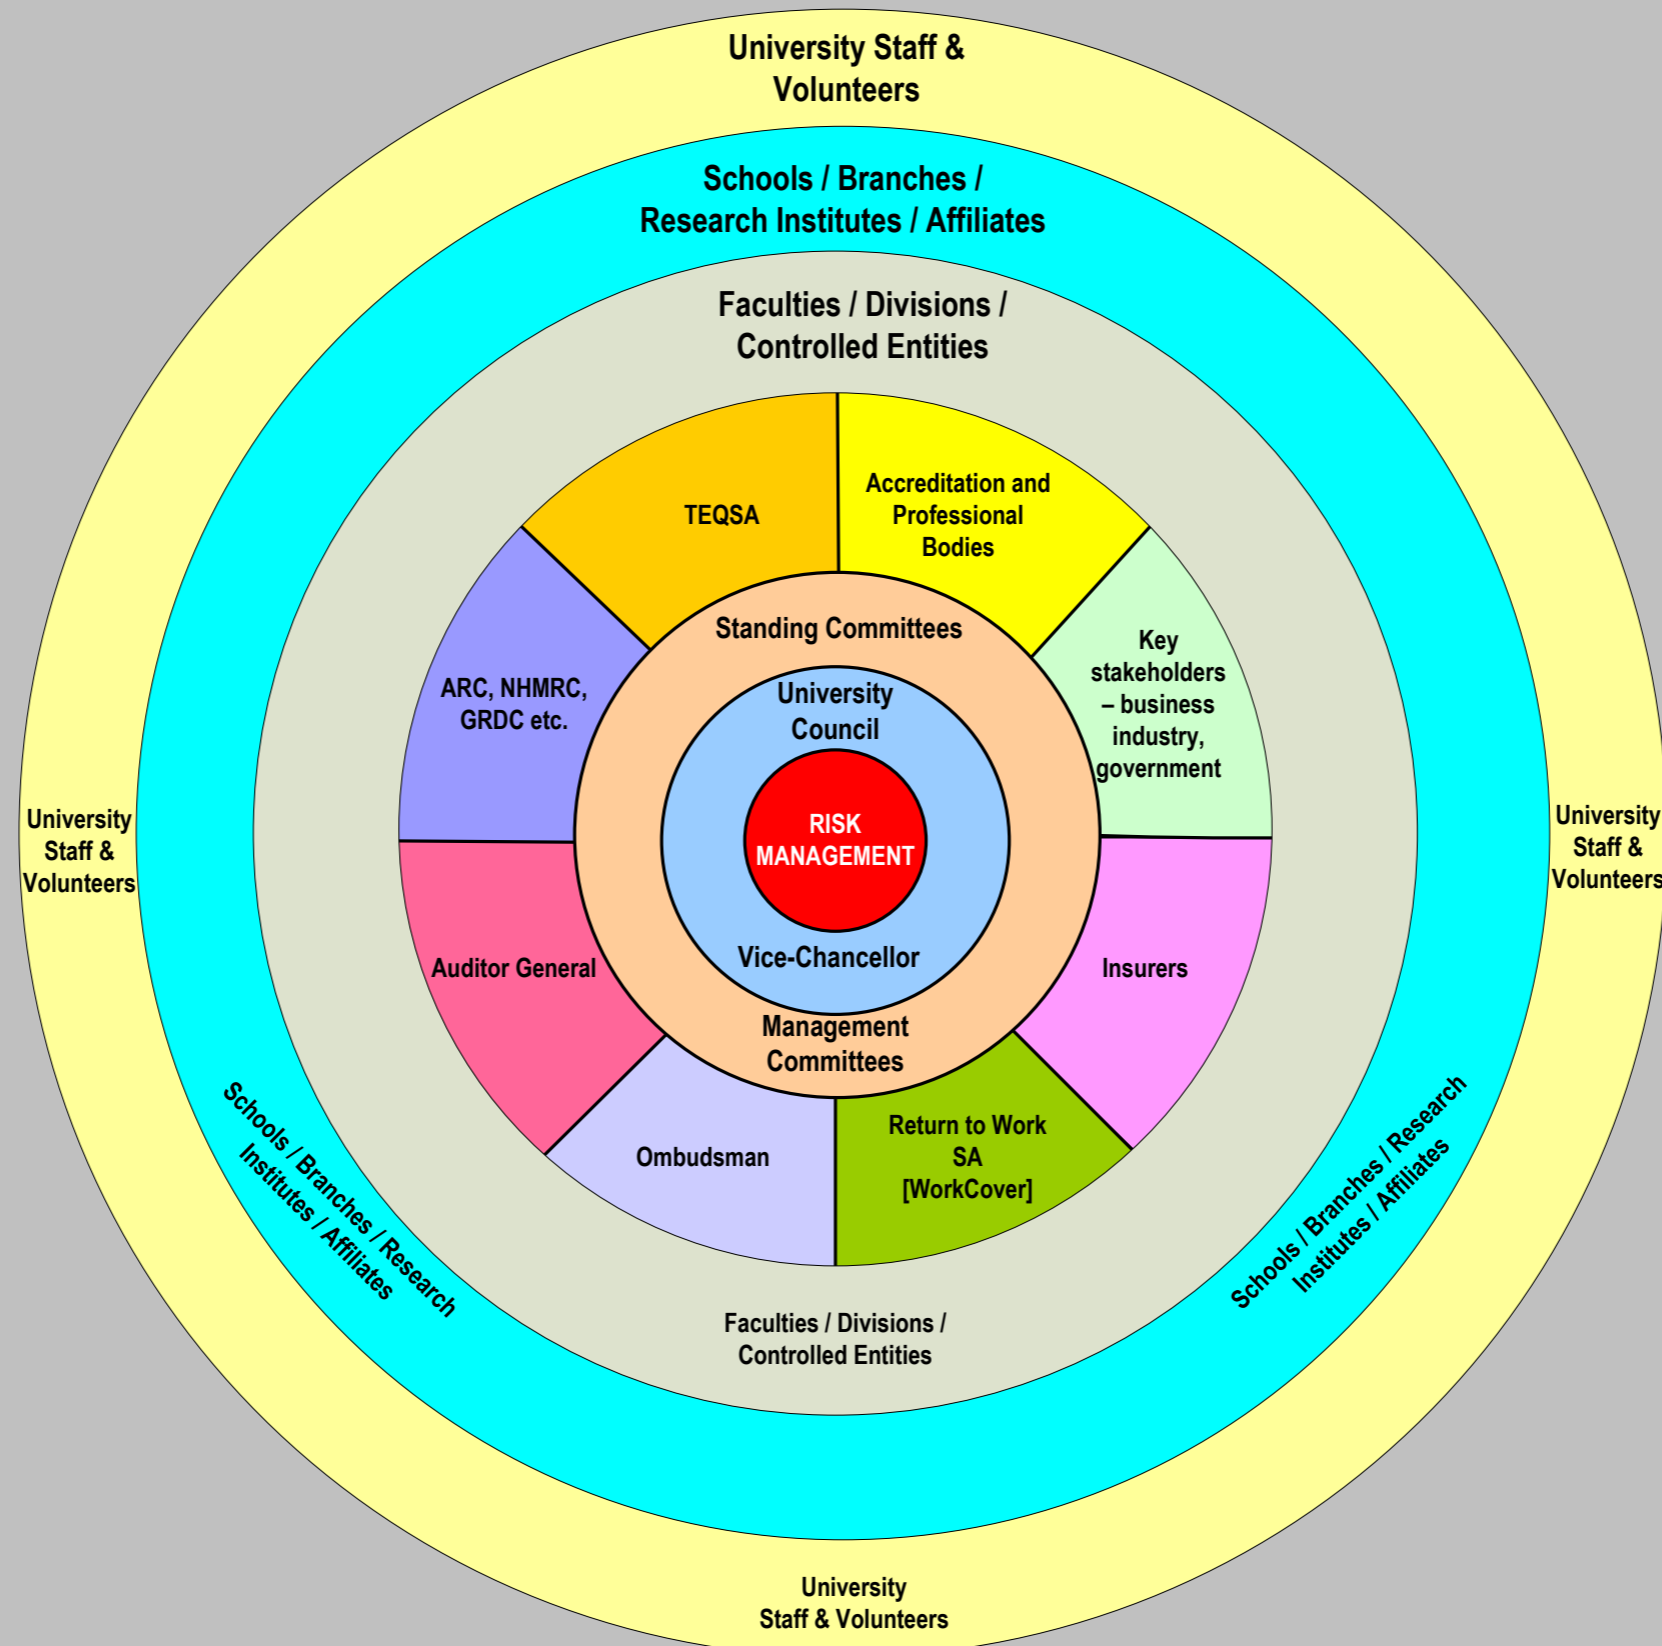 University Staff &
Volunteers
Schools / Branches /
Research Institutes / Affiliates
Faculties / Divisions /
Controlled Entities
TEQSA
Accreditation and
Professional
Bodies
ARC, NHMRC,
GRDC etc.
Key
stakeholders
– business
industry,
government
Standing Committees
University
Council
RISK
MANAGEMENT
Vice-Chancellor
Management
Committees
University
Staff &
Volunteers
University
Staff &
Volunteers
Auditor General
Insurers
Ombudsman
Return to Work
SA
[WorkCover]
Schools / Branches / Research
Institutes / Affiliates
Schools / Branches / Research
Institutes / Affiliates
Faculties / Divisions /
Controlled Entities
University
Staff & Volunteers